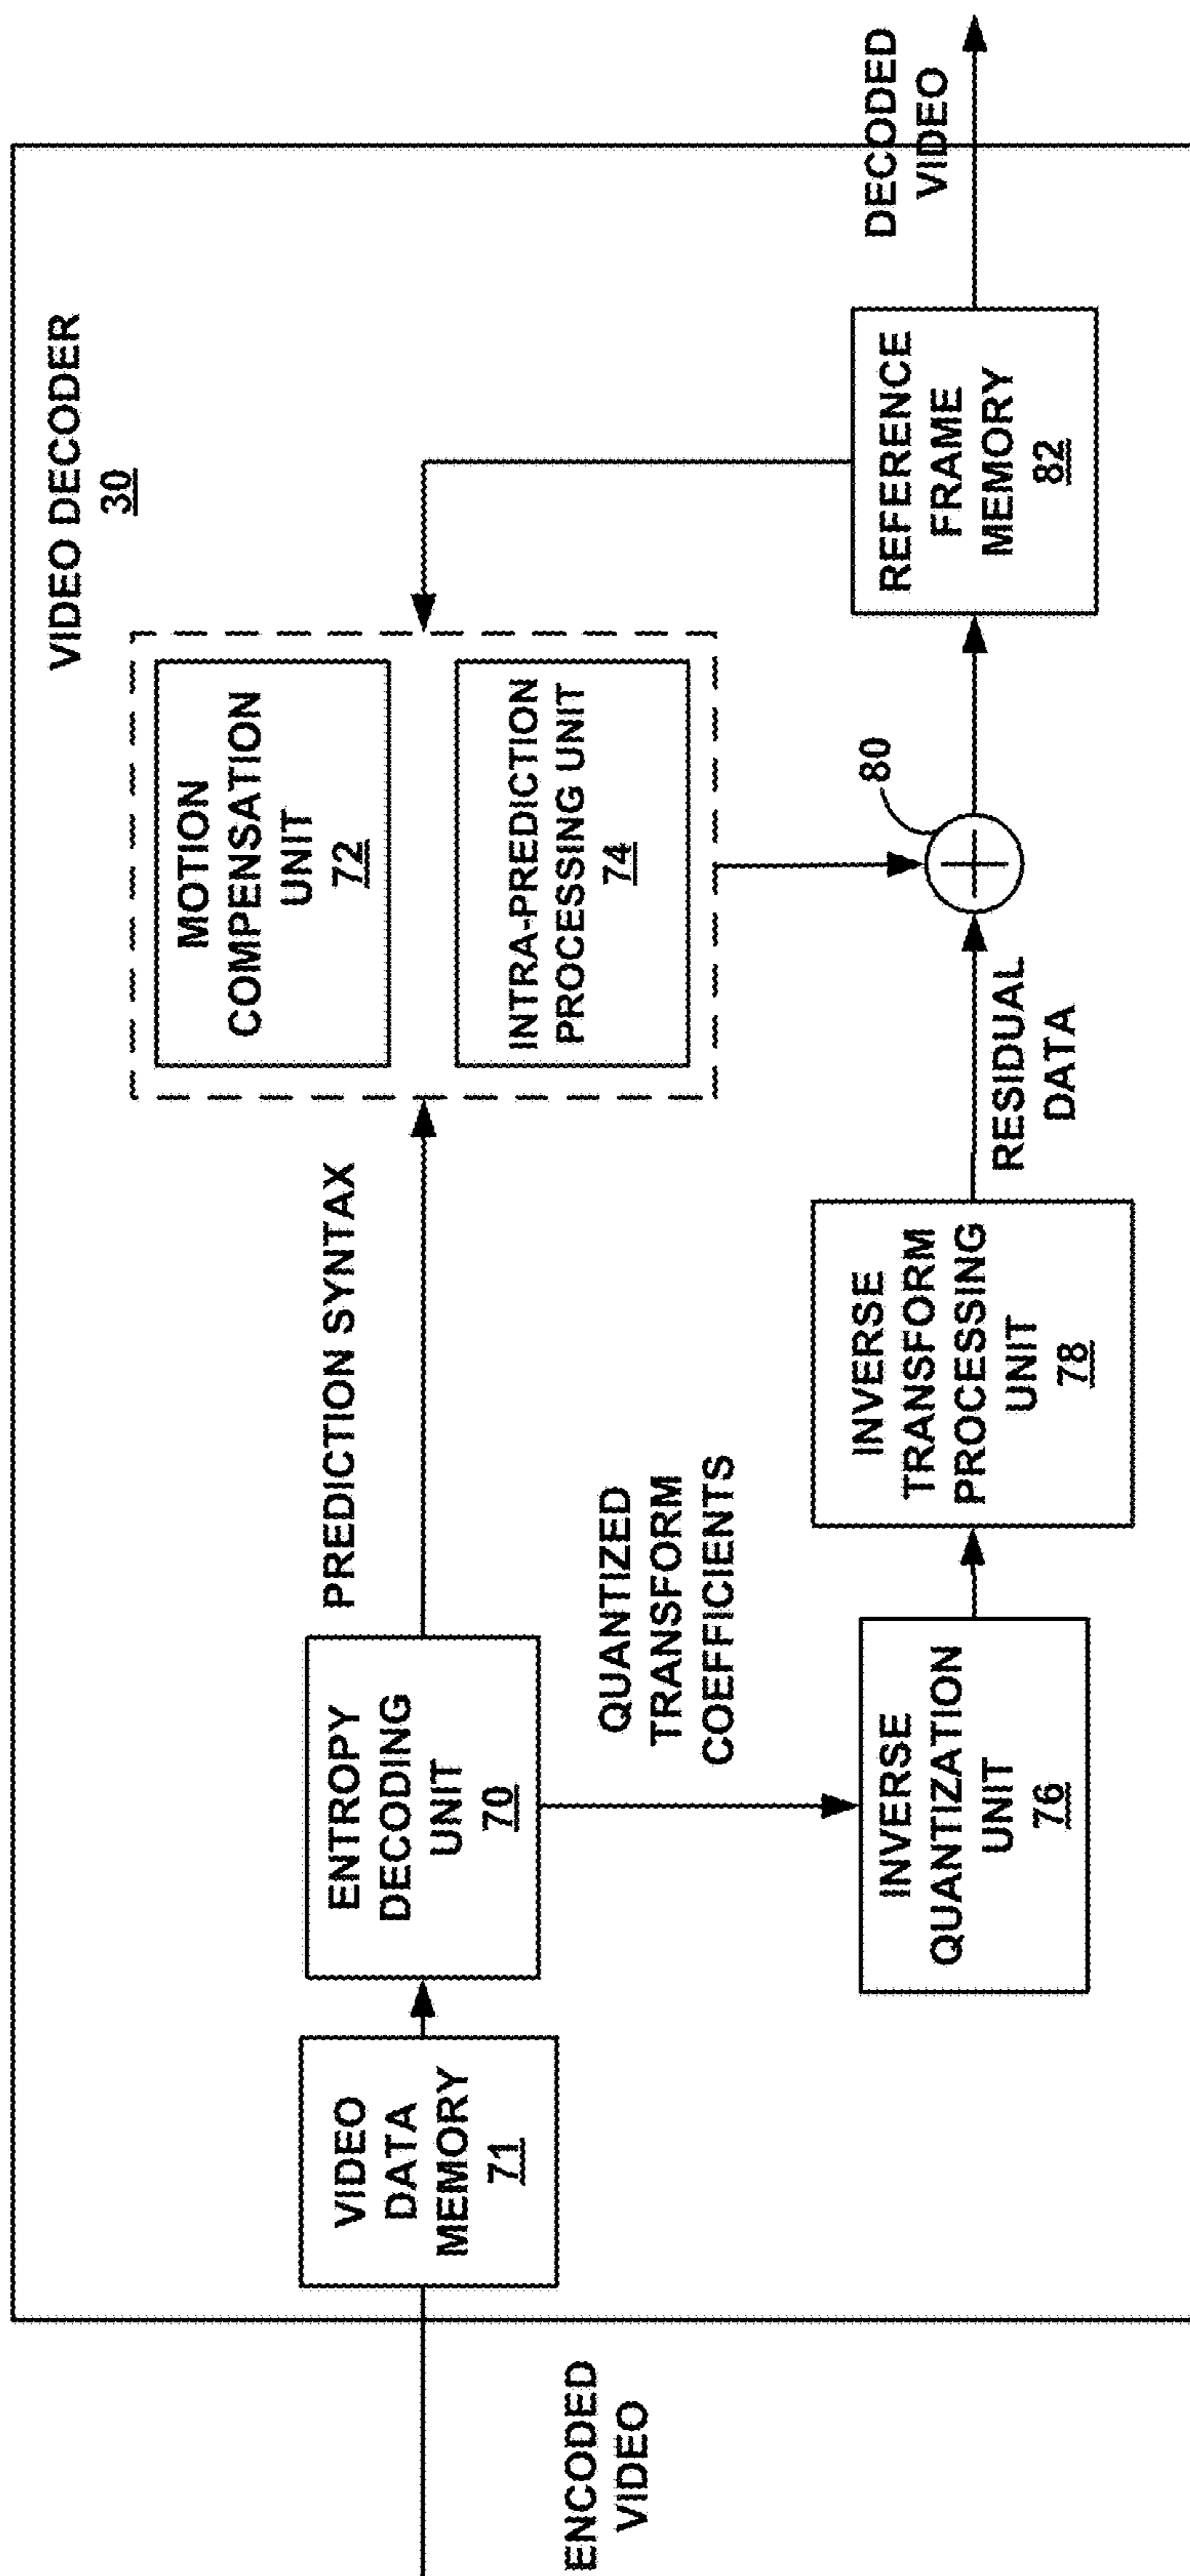 VIDEO DECODER
30
ENCODED
VIDEO
VIDEO
DATA
MEMORY
71
ENTROPY
DECODING
UNIT
70
PREDICTION SYNTAX
MOTION
COMPENSATION
UNIT
72
INTRA-PREDICTION
PROCESSING UNIT
74
QUANTIZED
TRANSFORM
COEFFICIENTS
INVERSE
QUANTIZATION
UNIT
76
INVERSE
TRANSFORM
PROCESSING
UNIT
78
RESIDUAL
DATA
80
REFERENCE
FRAME
MEMORY
82
DECODED
VIDEO